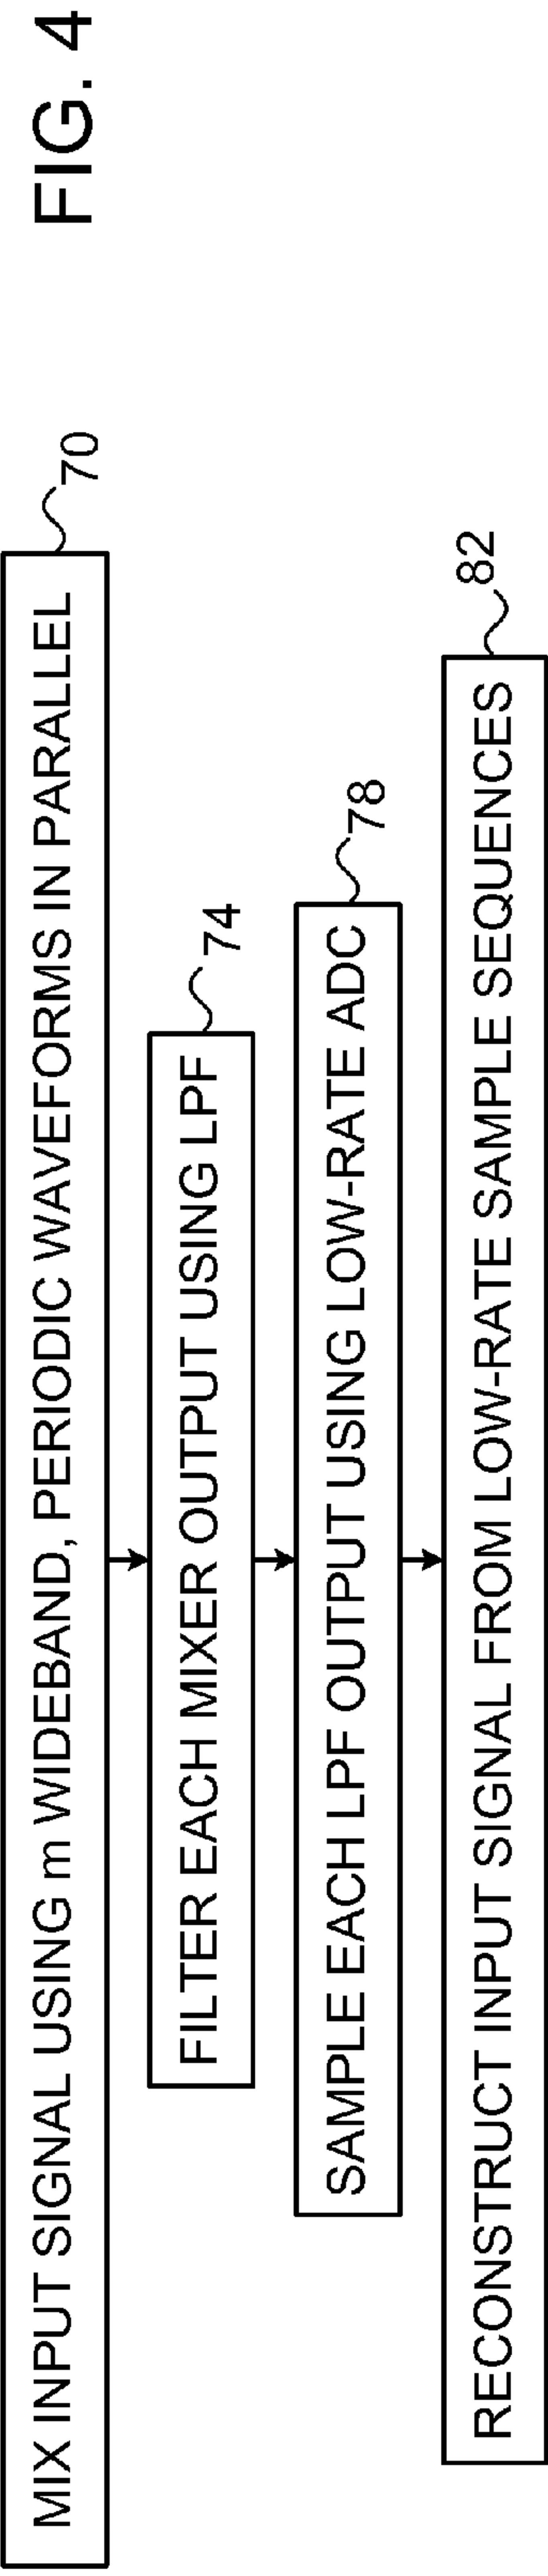 MIX INPUT SIGNAL USING m WIDEBAND, PERIODIC WAVEFORMS IN PARALLEL
70
FILTER EACH MIXER OUTPUT USING LPF
74
SAMPLE EACH LPF OUTPUT USING LOW-RATE ADC
78
RECONSTRUCT INPUT SIGNAL FROM LOW-RATE SAMPLE SEQUENCES
82
FIG. 4